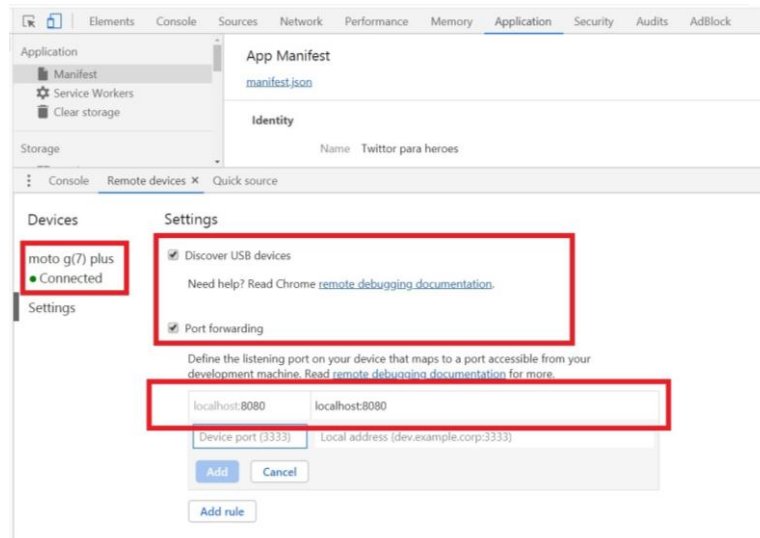 Elements Console Sources Network Performance Memory Application Security Audits AdBlock
Application
Manifest
Service Workers
Clear storage
Storage
App Manifest
manifest.json
Identity
Name Twittor para heroes
Console Remote devices × Quick source
Devices
moto g(7) plus
Connected
Settings
Settings
Discover USB devices
Need help? Read Chrome remote debugging documentation.
Port forwarding
Define the listening port on your device that maps to a port accessible from your
development machine. Read remote debugging documentation for more.
localhost:8080 localhost:8080
Device port (3333) Local address (dev.example.corp:3333)
Add Cancel
Add rule